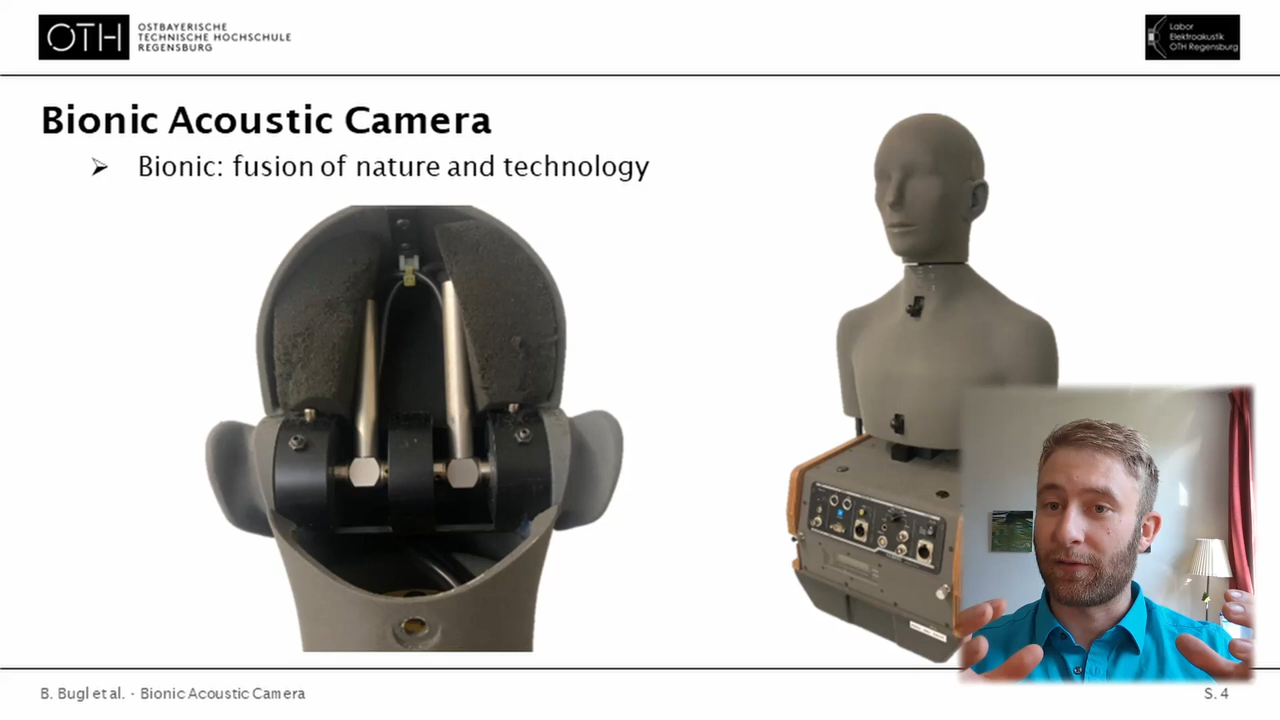 OTH
OSTBAYERISCHE
TECHNISCHE HOCHSCHULE
REGENSBURG
Labor
Elektroakustik
OTH Regensburg
Bionic Acoustic Camera
Bionic: fusion of nature and technology
B. Bugl et al. - Bionic Acoustic Camera
S. 4